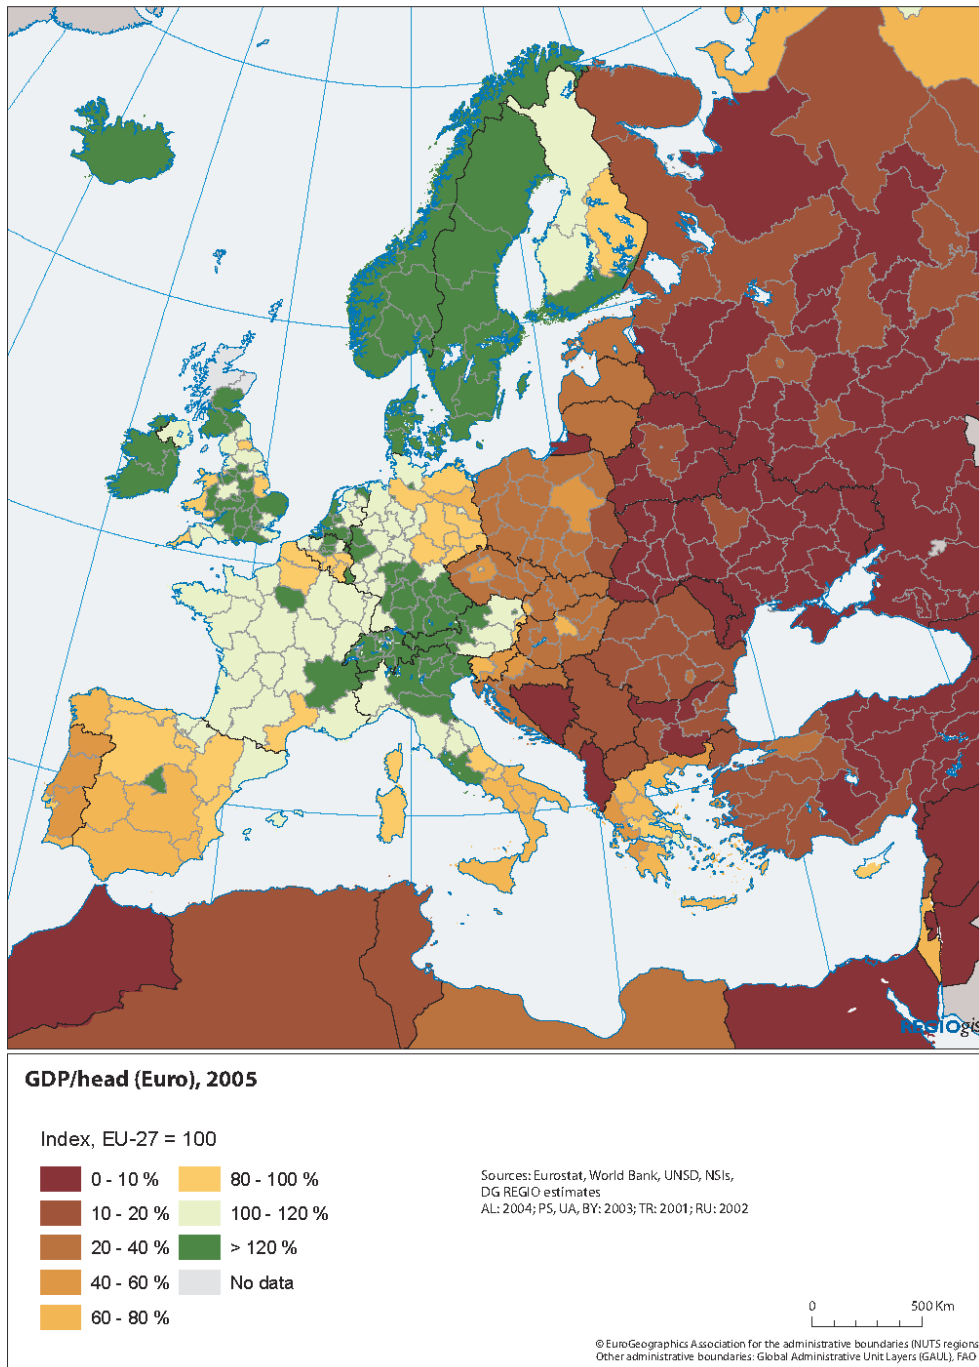 REGIOgis
GDP/head (Euro), 2005
Index, EU-27 = 100
0 - 10 %
10 - 20 %
20 - 40 %
40 - 60 %
60 - 80 %
80 - 100 %
100 - 120 %
> 120 %
No data
Sources: Eurostat, World Bank, UNSD, NSIs,
DG REGIO estimates
AL: 2004; PS, UA, BY: 2003; TR: 2001; RU: 2002
0 500 Km
© EuroGeographics Association for the administrative boundaries (NUTS regions
Other administrative boundaries: Global Administrative Unit Layers (GAUL), FAO